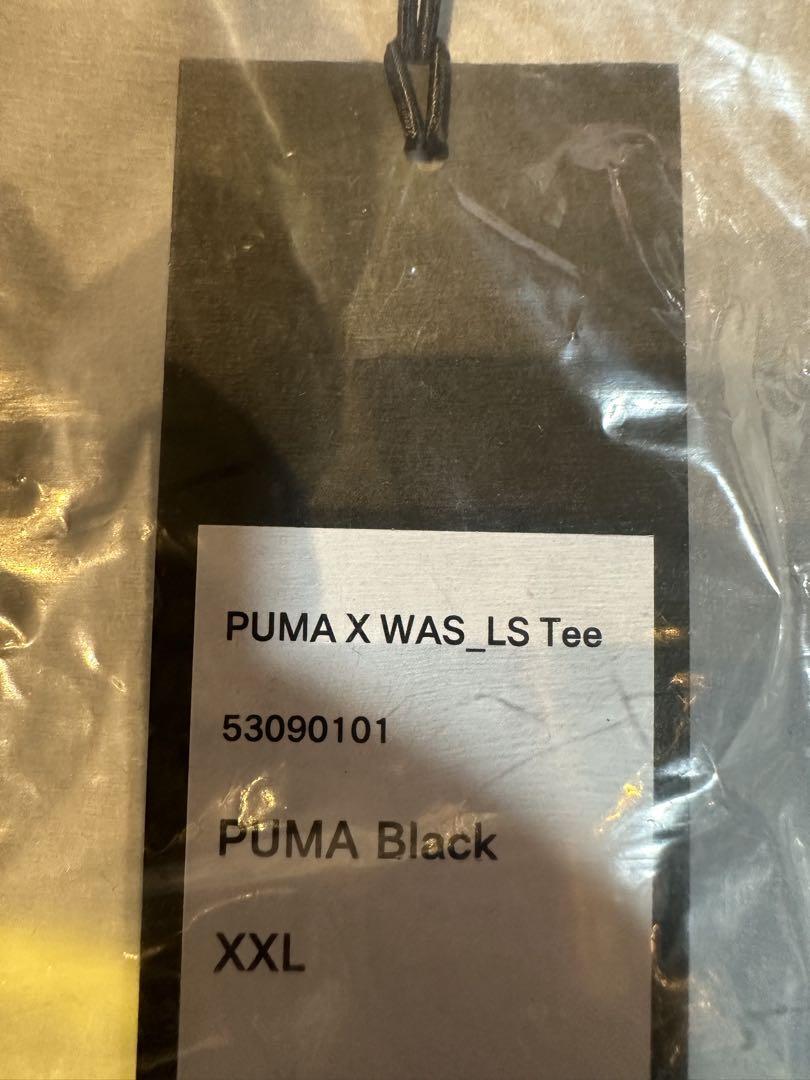 PUMA X WAS_LS Tee
53090101
PUMA Black
XXL